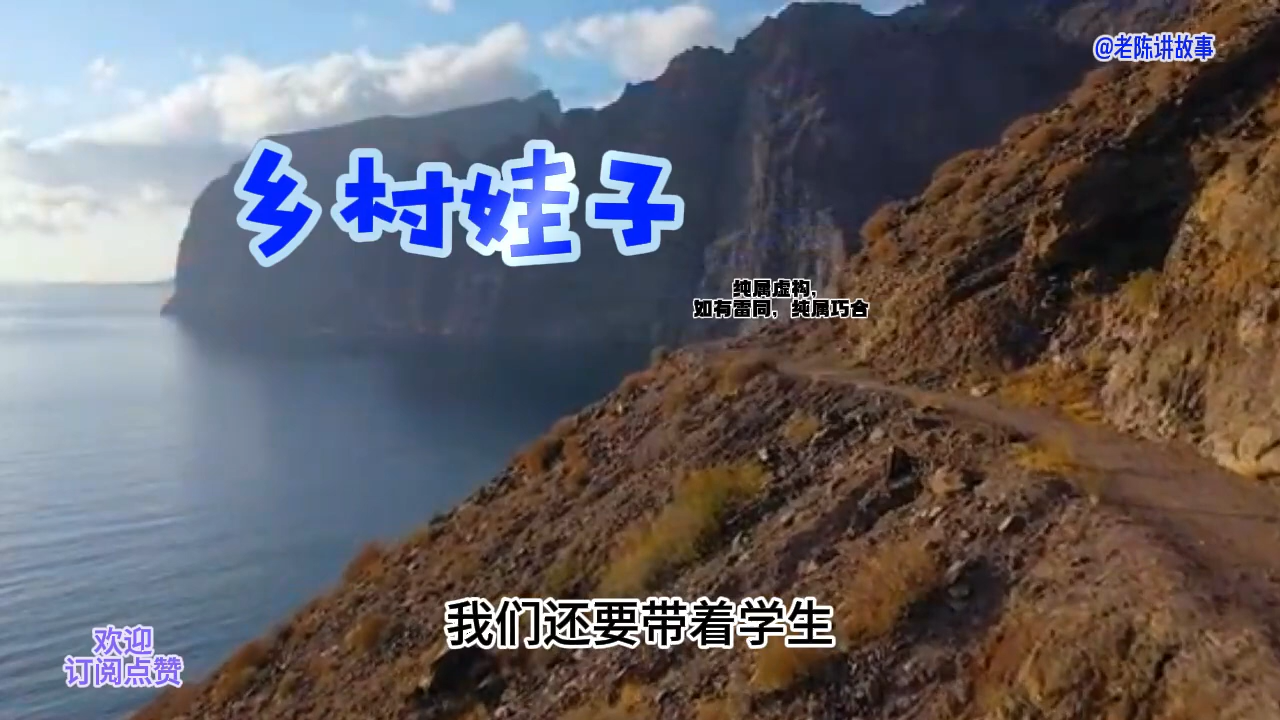 @老陈讲故事
乡村娃子
纯属虚构，
如有雷同，纯属巧合
我们还要带着学生
欢迎
订阅点赞